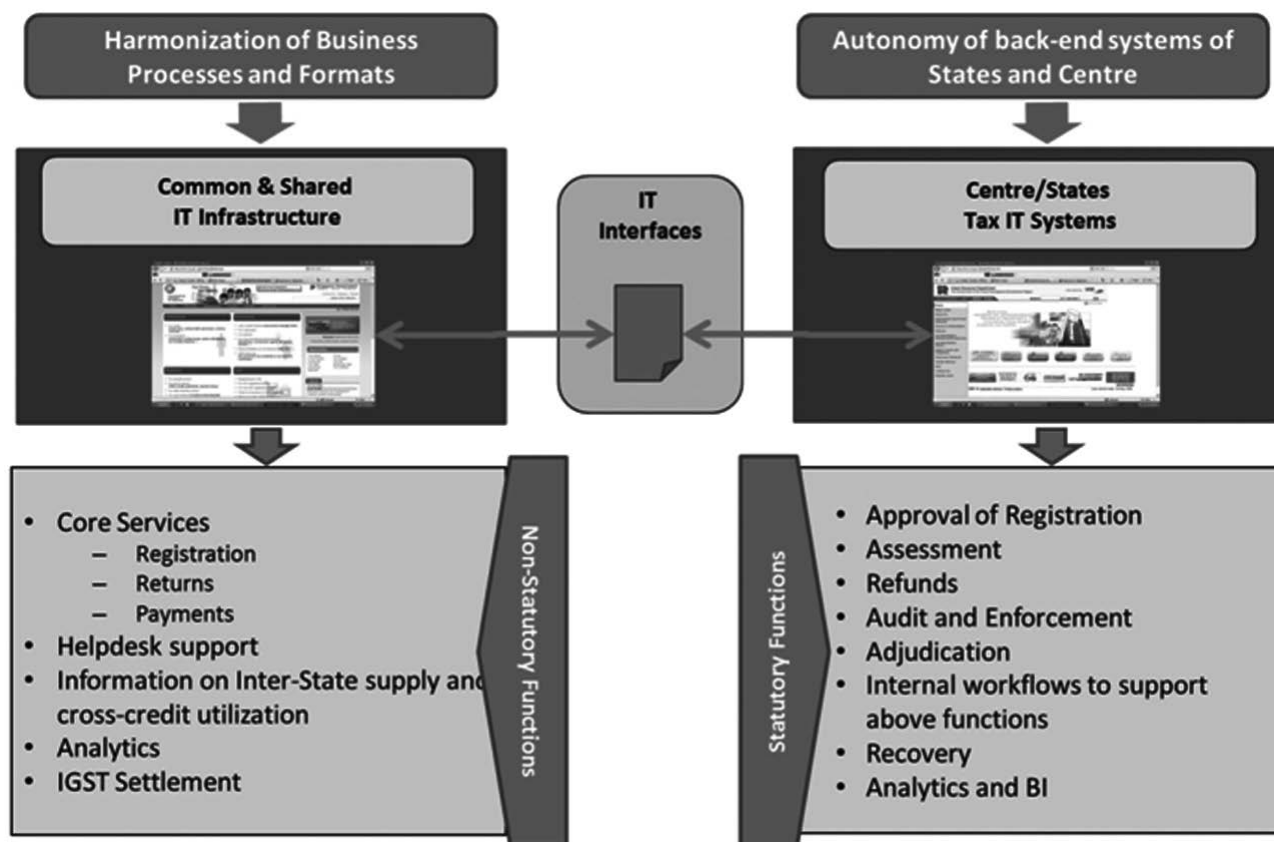 Harmonization of Business
Processes and Formats
Autonomy of back-end systems of
States and Centre
Common & Shared
IT Infrastructure
IT
Interfaces
Centre/States
Tax IT Systems
• Core Services
– Registration
– Returns
– Payments
• Helpdesk support
• Information on Inter-State supply and
cross-credit utilization
• Analytics
• IGST Settlement
Non-Statutory Functions
Statutory Functions
• Approval of Registration
• Assessment
• Refunds
• Audit and Enforcement
• Adjudication
• Internal workflows to support
above functions
• Recovery
• Analytics and BI